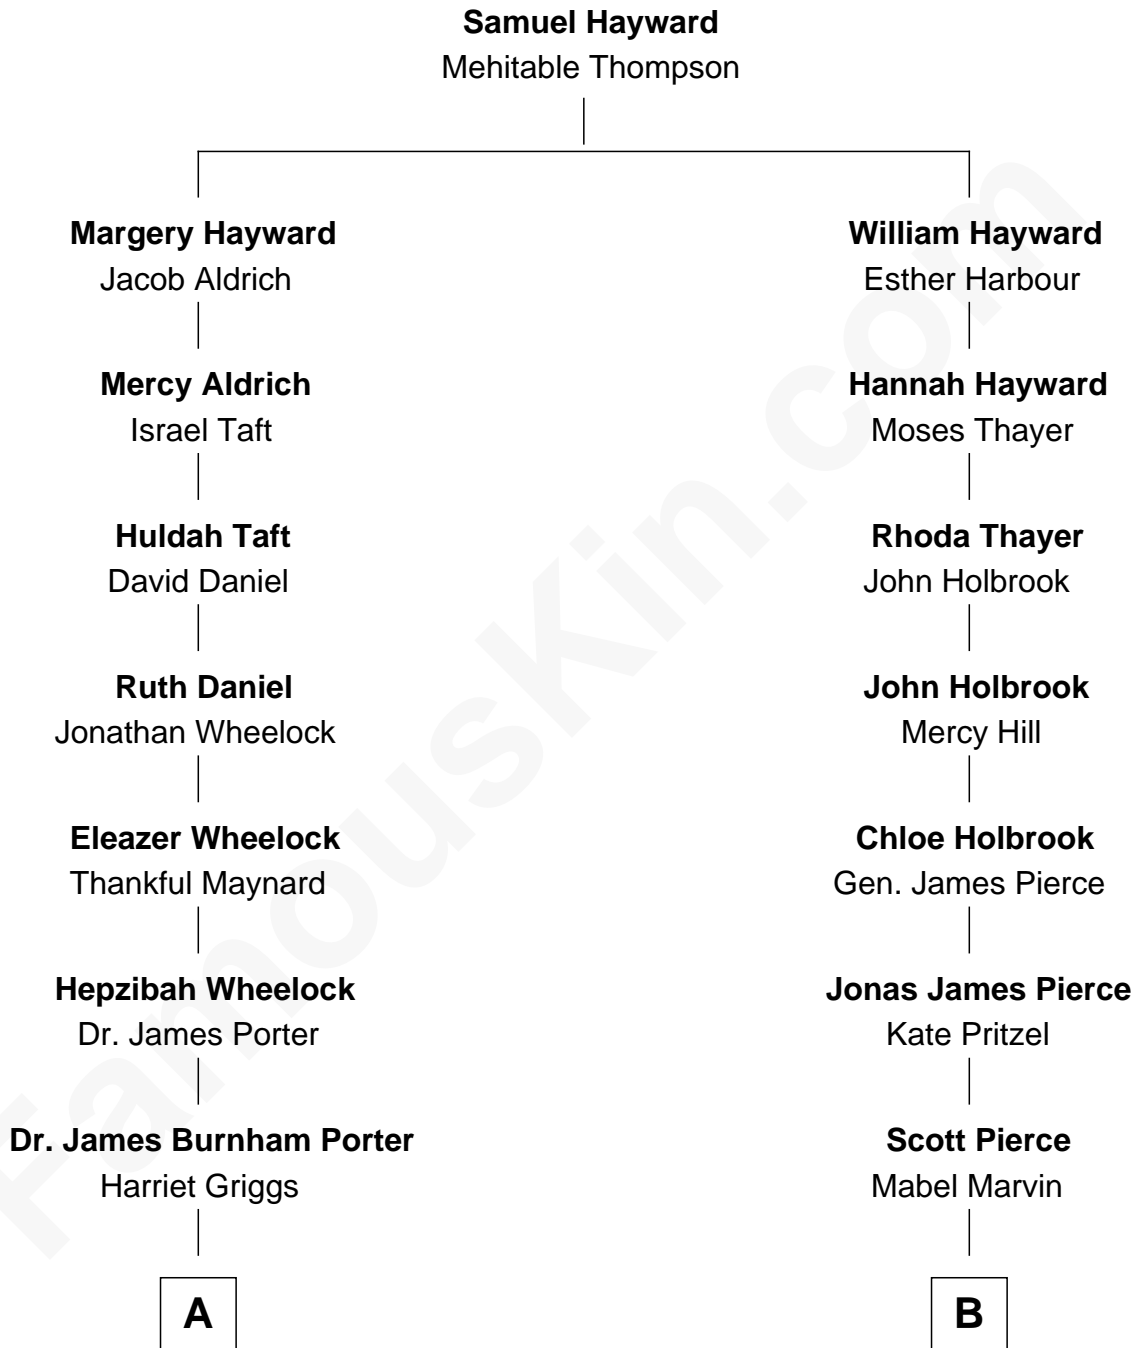 Samuel Hayward
Mehitable Thompson
Margery Hayward
Jacob Aldrich
William Hayward
Esther Harbour
Mercy Aldrich
Israel Taft
Hannah Hayward
Moses Thayer
Huldah Taft
David Daniel
Rhoda Thayer
John Holbrook
Ruth Daniel
Jonathan Wheelock
John Holbrook
Mercy Hill
Eleazer Wheelock
Thankful Maynard
Chloe Holbrook
Gen. James Pierce
Hepzibah Wheelock
Dr. James Porter
Jonas James Pierce
Kate Pritzel
Dr. James Burnham Porter
Harriet Griggs
Scott Pierce
Mabel Marvin
A
B
FamousKin.com